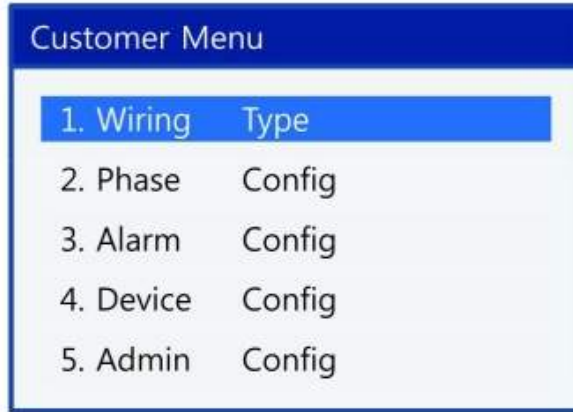 Customer Menu
1. Wiring Type
2. Phase Config
3. Alarm Config
4. Device Config
5. Admin Config